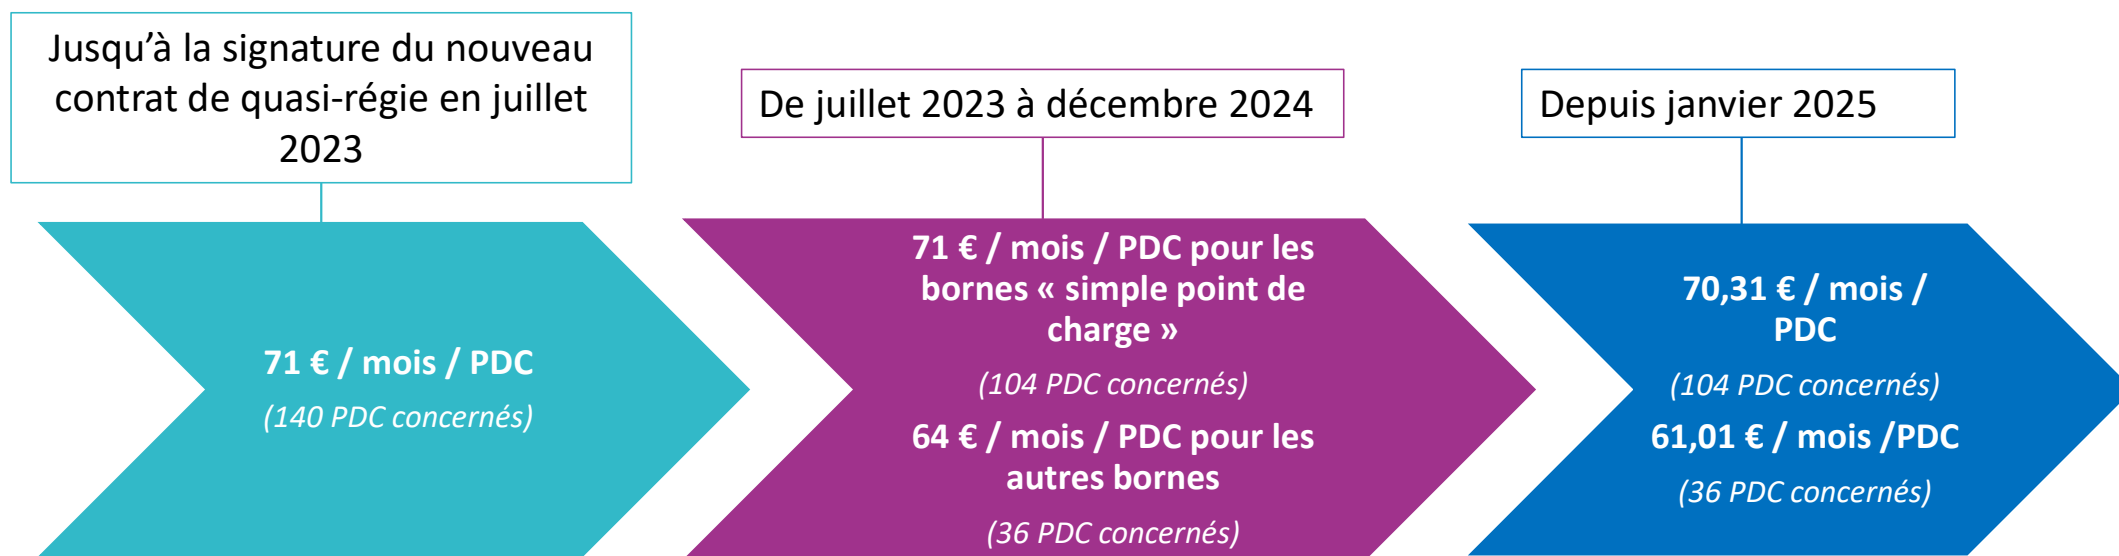 Jusqu’à la signature du nouveau
contrat de quasi-régie en juillet
2023
71 € / mois / PDC
(140 PDC concernés)
De juillet 2023 à décembre 2024
71 € / mois / PDC pour les
bornes « simple point de
charge »
(104 PDC concernés)
64 € / mois / PDC pour les
autres bornes
(36 PDC concernés)
Depuis janvier 2025
70,31 € / mois /
PDC
(104 PDC concernés)
61,01 € / mois /PDC
(36 PDC concernés)